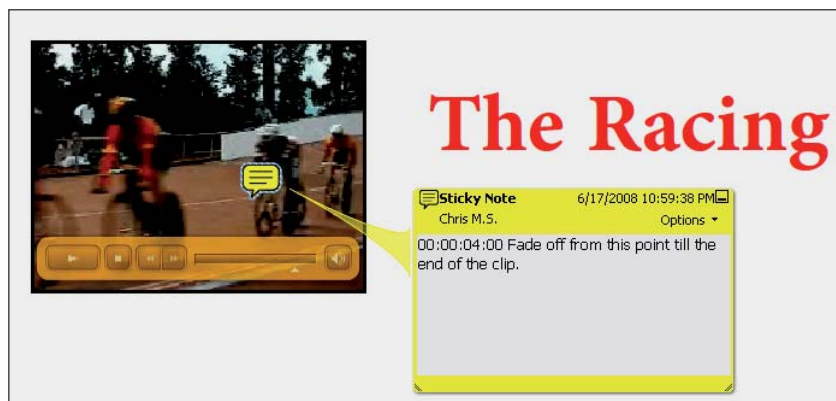 The Racing
Sticky Note 6/17/2008 10:59:38 PM
Chris M.S. Options
00:00:04:00 Fade off from this point till the
end of the clip.